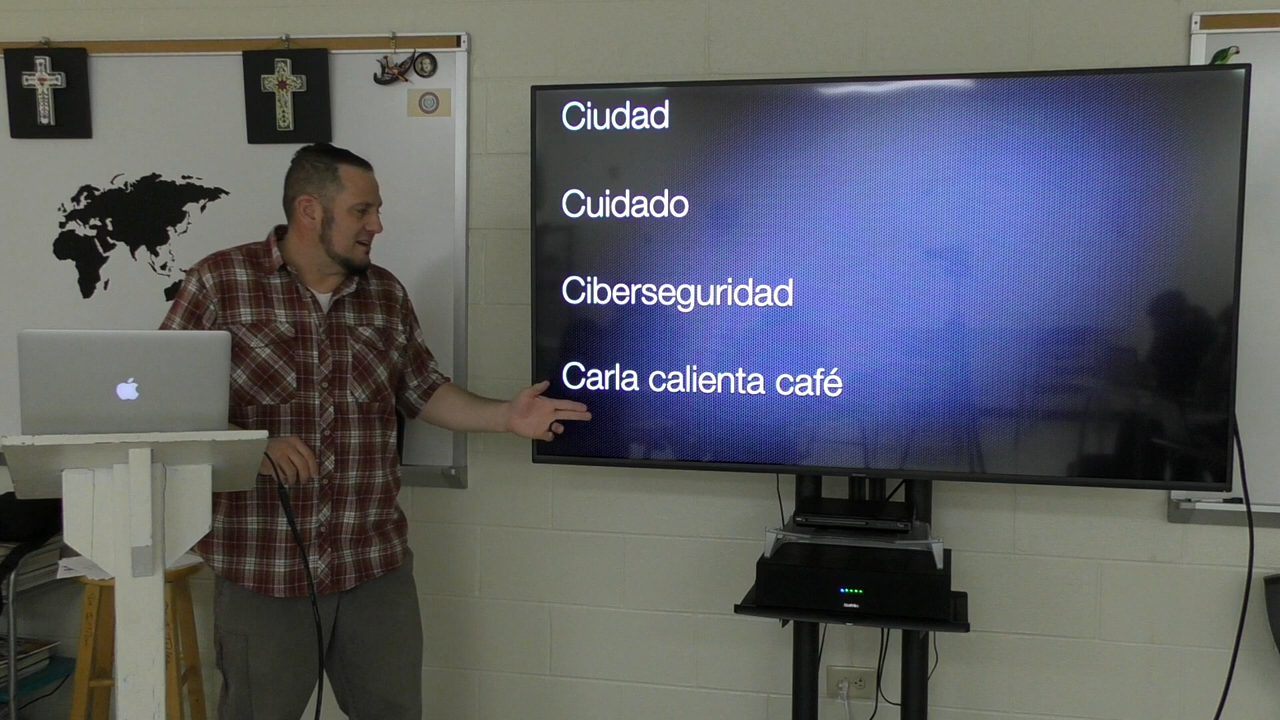 Ciudad
Cuidado
Ciberseguridad
Carla calienta café